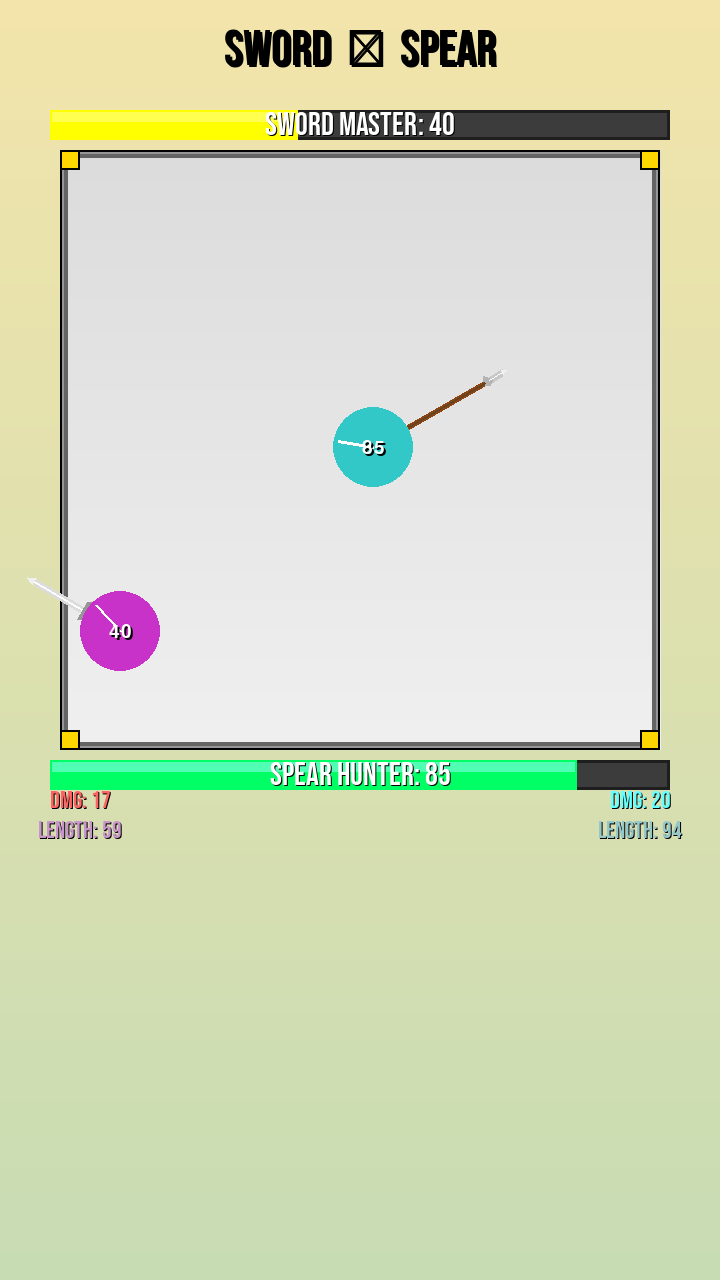 SWORD SPEAR
SWORD MASTER: 40
85
40
SPEAR HUNTER: 85
DMG: 17
DMG: 20
LENGTH: 59
LENGTH: 94